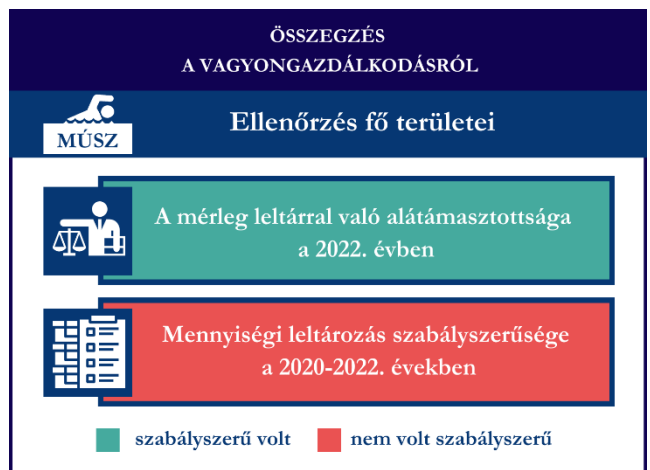 ÖSSZEGZÉS
A VAGYONGAZDÁLKODÁSRÓL
MÚSZ
Ellenőrzés fő területei
A mérleg leltárral való alátámasztottsága
a 2022. évben
Mennyiségi leltározás szabályszerűsége
a 2020-2022. években
szabályszerű volt
nem volt szabályszerű